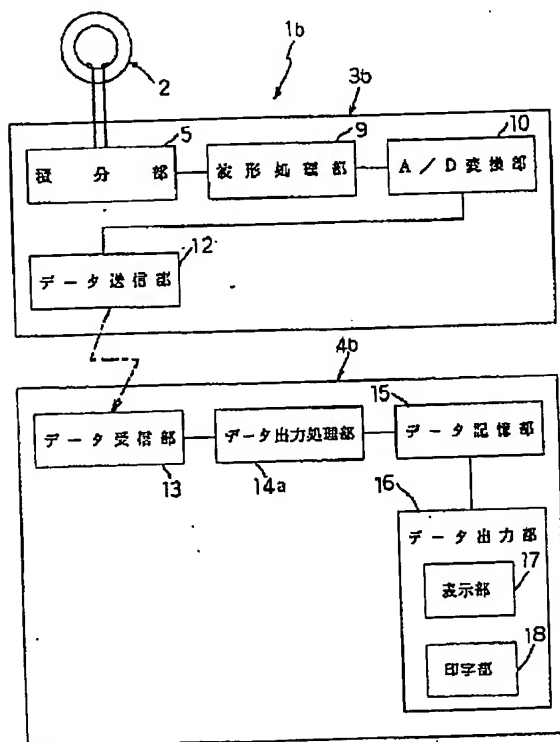 1b
2
3b
5
9
10
積分部
波形処理部
A/D変換部
12
データ送信部
4b
15
データ受信部
データ出力処理部
データ記憶部
13
14a
16
データ出力部
17
表示部
18
印字部